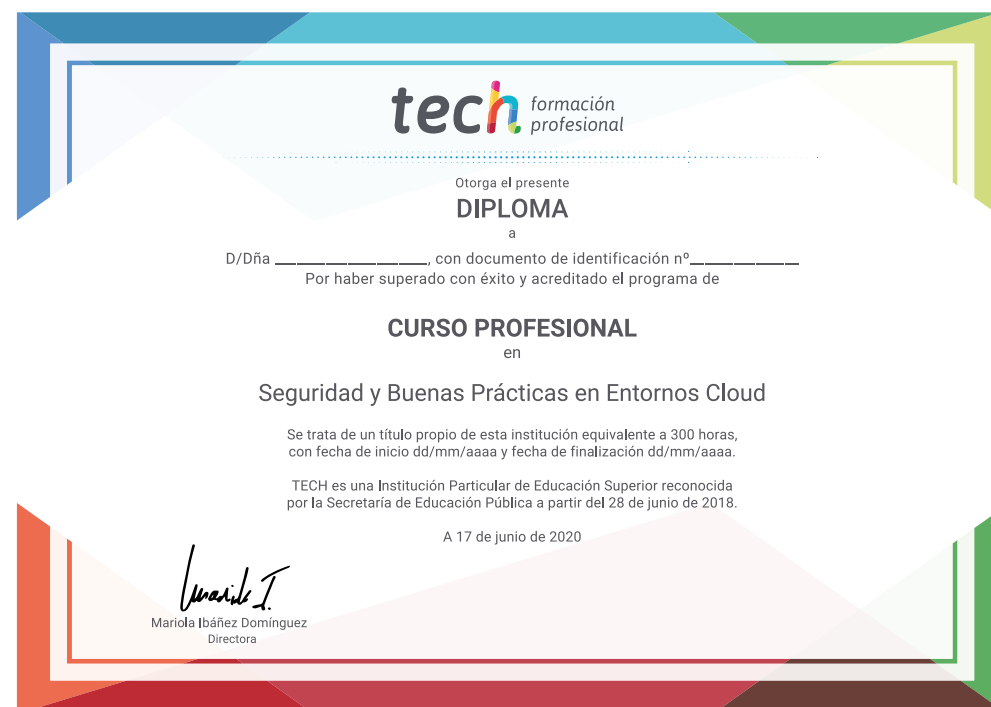 tech formación
profesional
Otorga el presente
DIPLOMA
a
D/Dña ______________, con documento de identificación nº__________
Por haber superado con éxito y acreditado el programa de
CURSO PROFESIONAL
en
Seguridad y Buenas Prácticas en Entornos Cloud
Se trata de un título propio de esta institución equivalente a 300 horas,
con fecha de inicio dd/mm/aaaa y fecha de finalización dd/mm/aaaa.
TECH es una Institución Particular de Educación Superior reconocida
por la Secretaría de Educación Pública a partir del 28 de junio de 2018.
A 17 de junio de 2020
Mariola I.
Mariola Ibáñez Domínguez
Directora